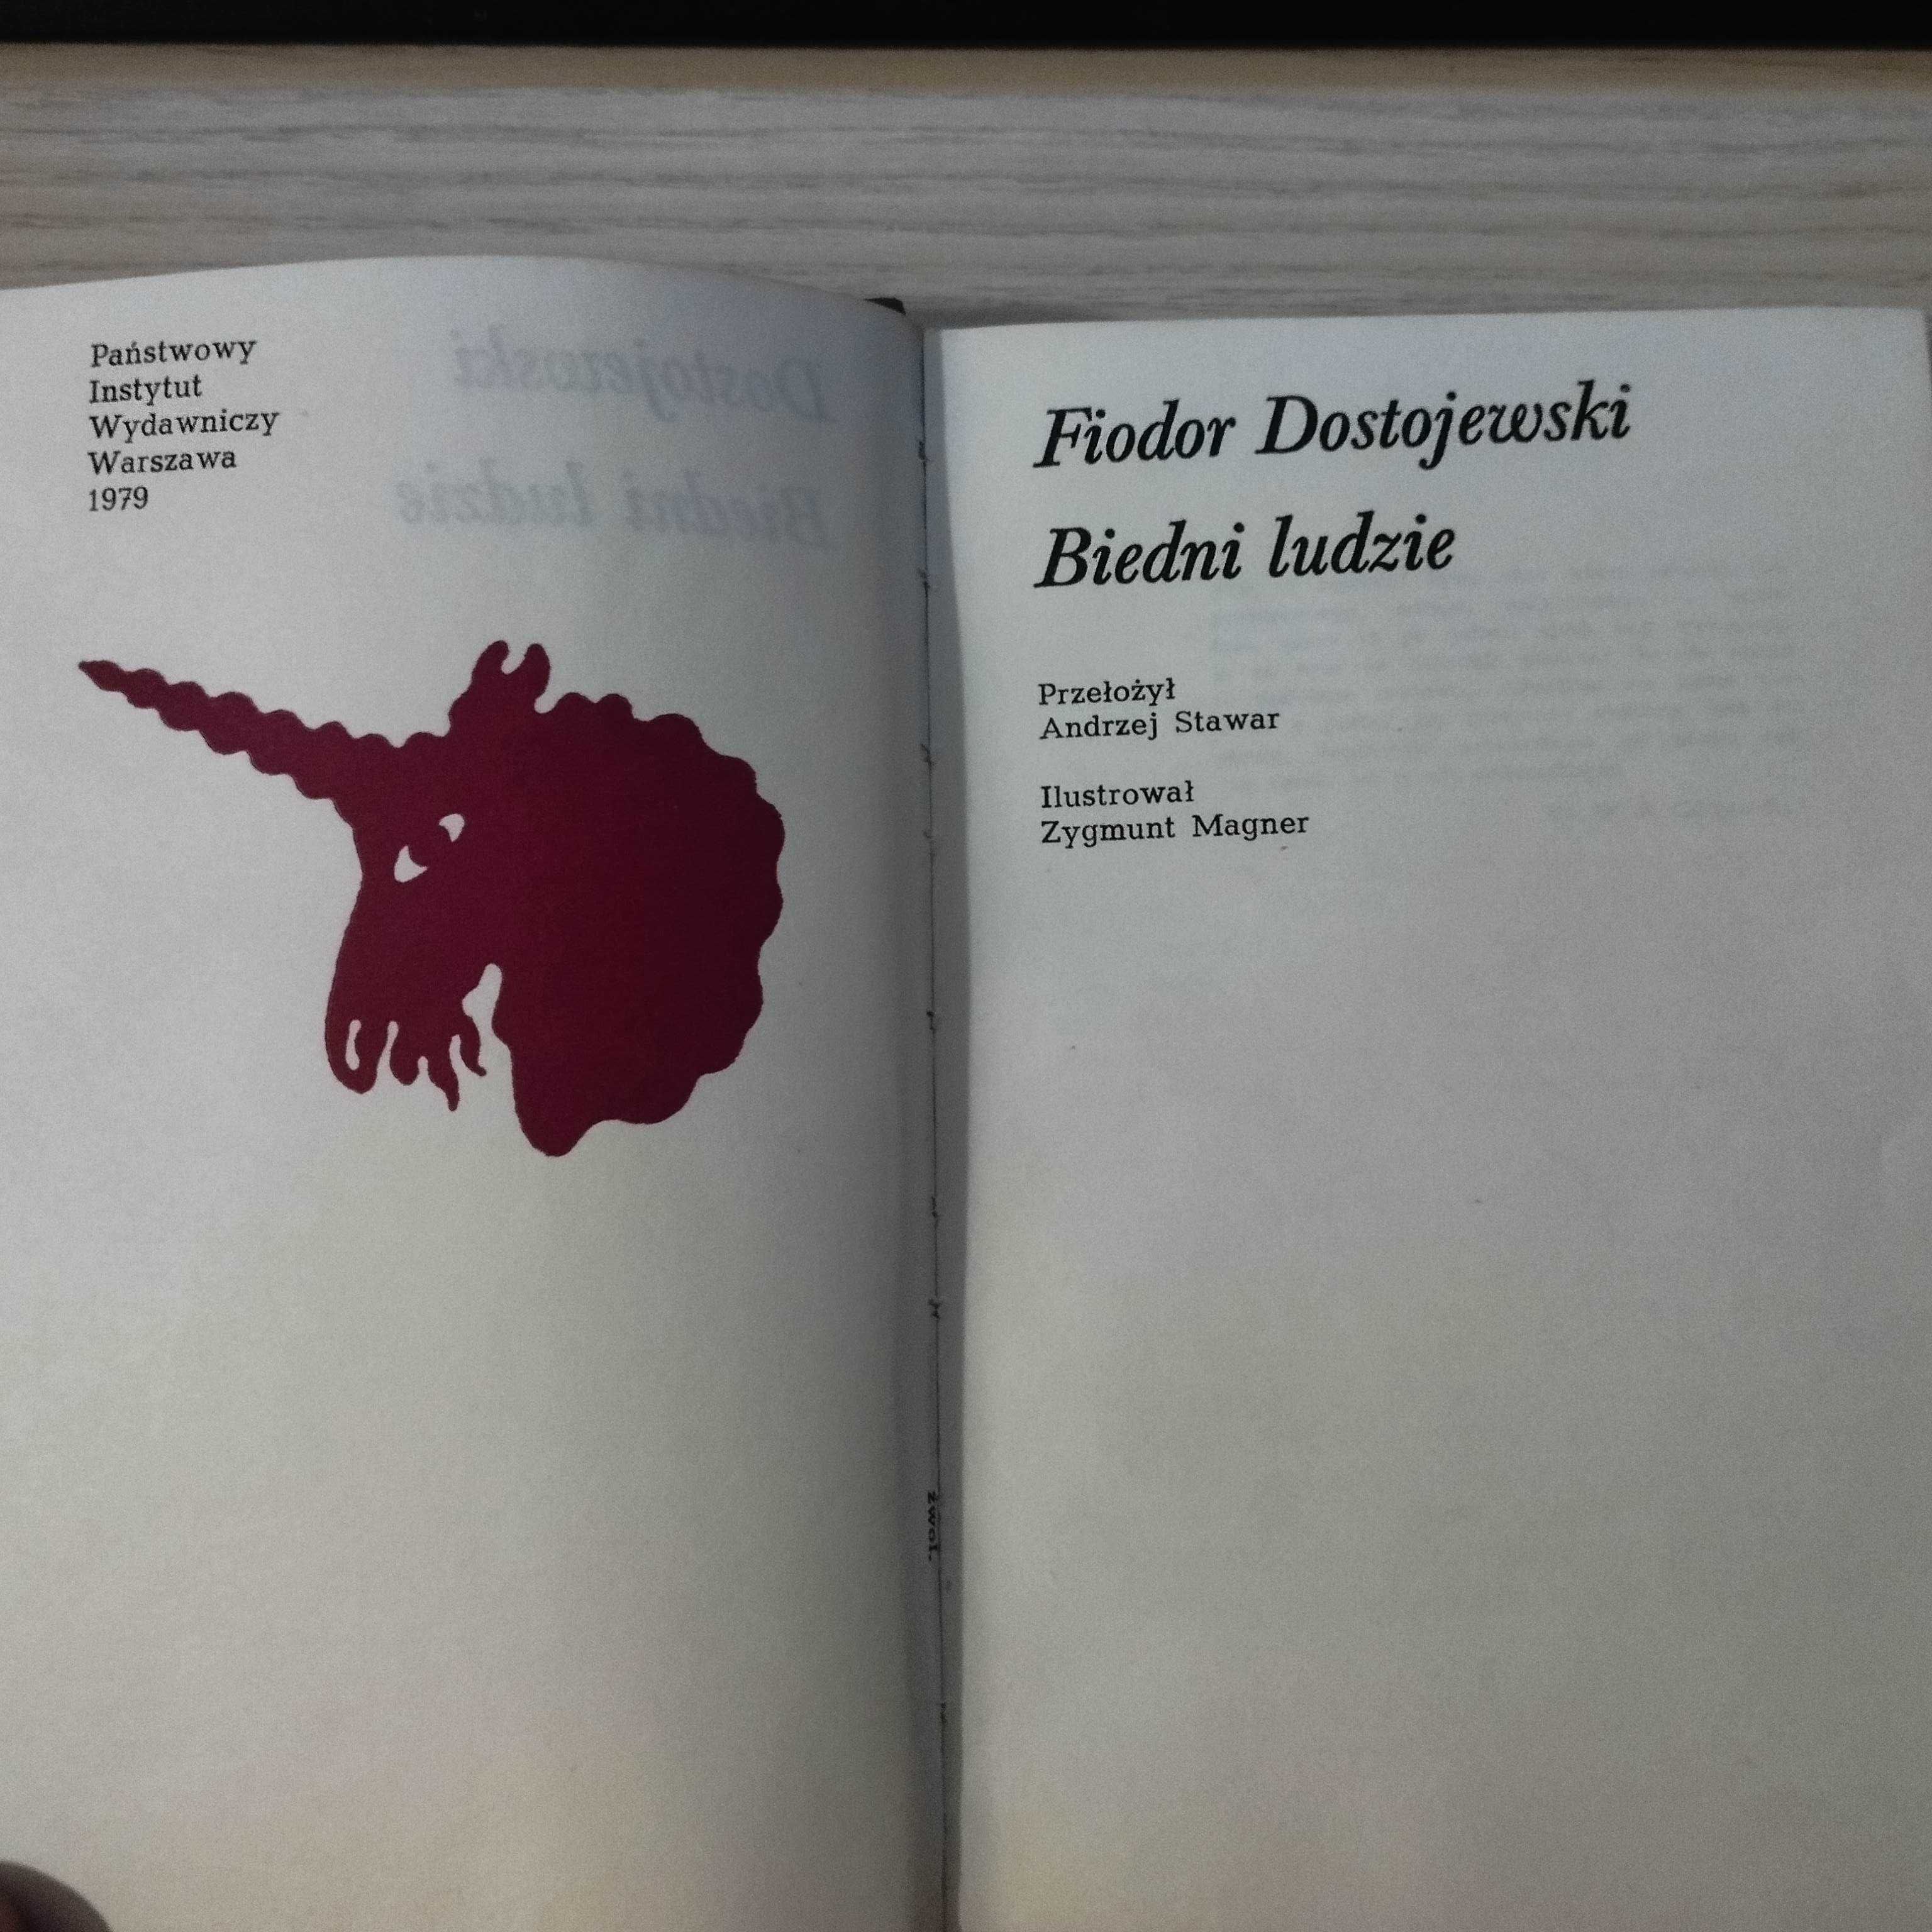 Państwowy
Instytut
Wydawniczy
Warszawa
1979
Fiodor Dostojewski
Biedni ludzie
Przełożył
Andrzej Stawar
Ilustrował
Zygmunt Magner